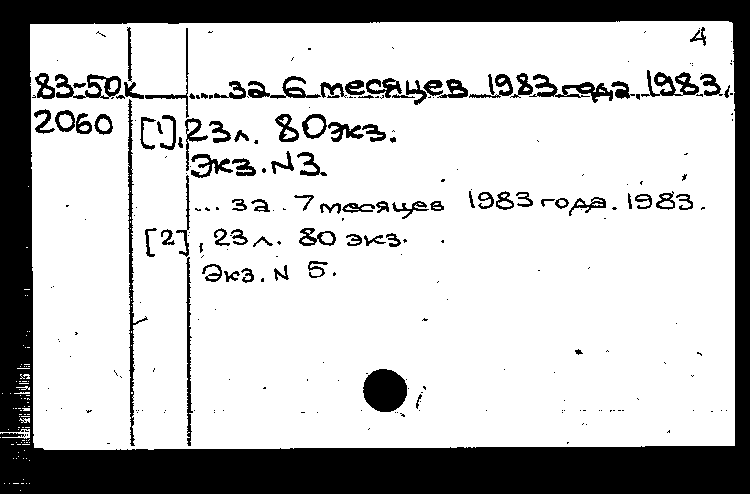 4
83-50к ... за 6 месяцев 1983 года. 1983.
2060 [1], 23 л. 80 экз.
Экз. N 3.
... за 7 месяцев 1983 года. 1983.
[2], 23 л. 80 экз.
Экз. N 5.